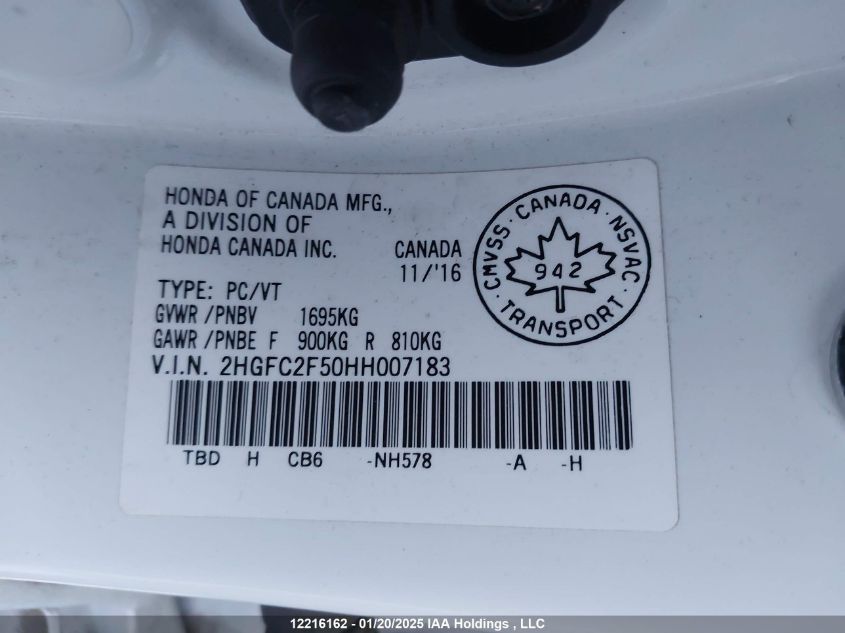 HONDA OF CANADA MFG.,
A DIVISION OF
HONDA CANADA INC. CANADA
11/'16
TYPE: PC/VT
GVWR /PNBV 1695KG
GAWR /PNBE F 900KG R 810KG
V.I.N. 2HGFC2F50HH007183
TBD H CB6 -NH578 -A -H
CMVSS · CANADA · NSVAC
942
· TRANSPORT ·
12216162 - 01/20/2025 IAA Holdings , LLC